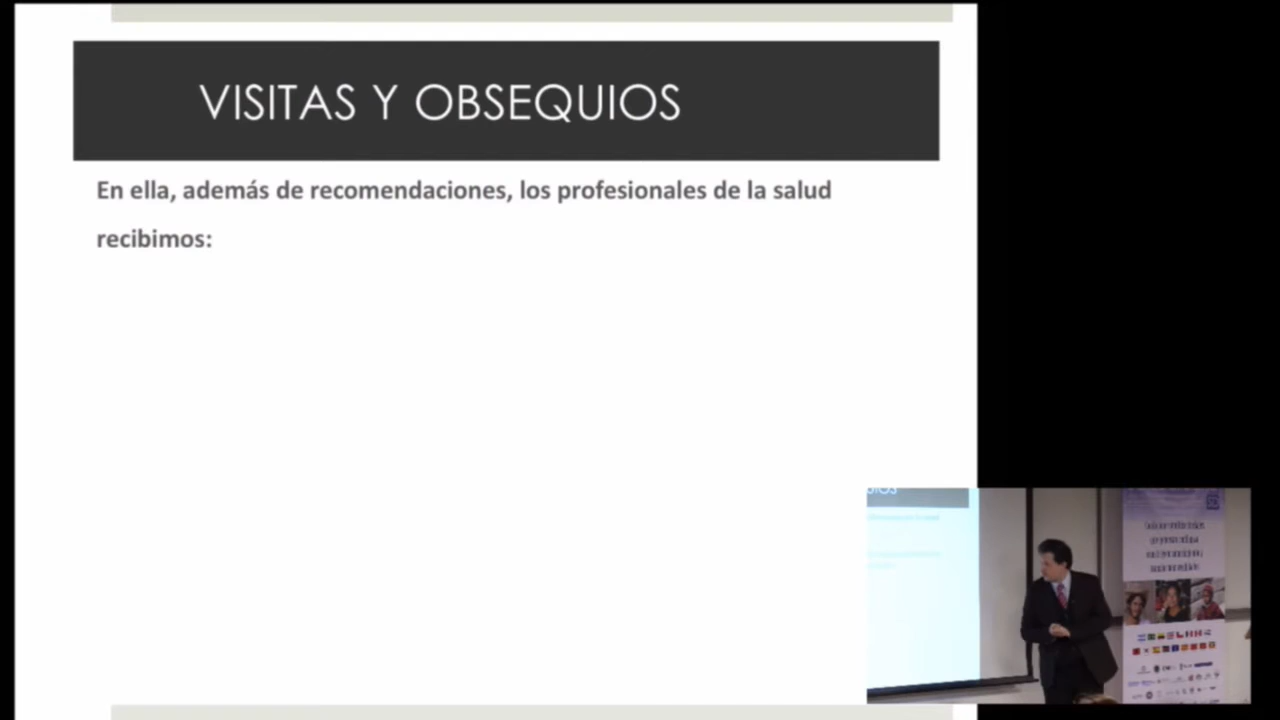 VISITAS Y OBSEQUIOS
En ella, además de recomendaciones, los profesionales de la salud
recibimos: